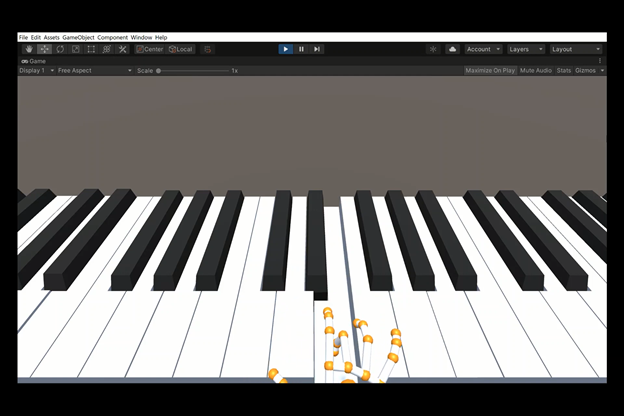 File Edit Assets GameObject Component Window Help
Center Local Account Layers Layout
Game
Display 1 Free Aspect Scale 1x Maximize On Play Mute Audio Stats Gizmos